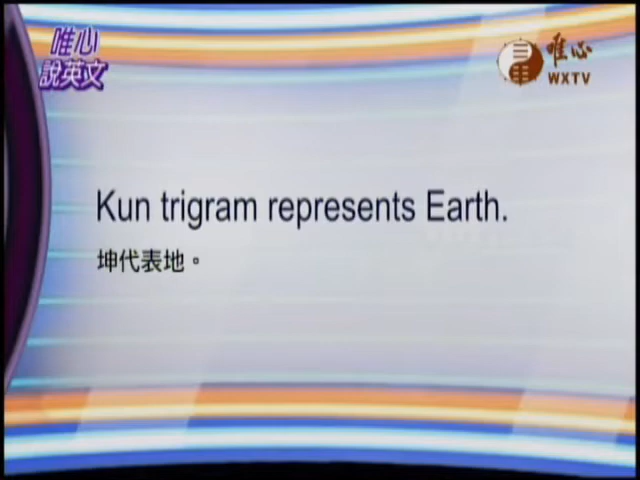 唯心
說英文
唯心
WXTV
Kun trigram represents Earth.
坤代表地。